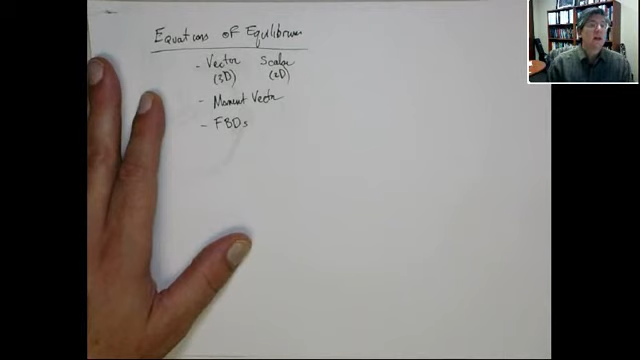 Equations of Equilibrium
- Vector Scalar
(3D) (2D)
- Moment Vector
- FBDs